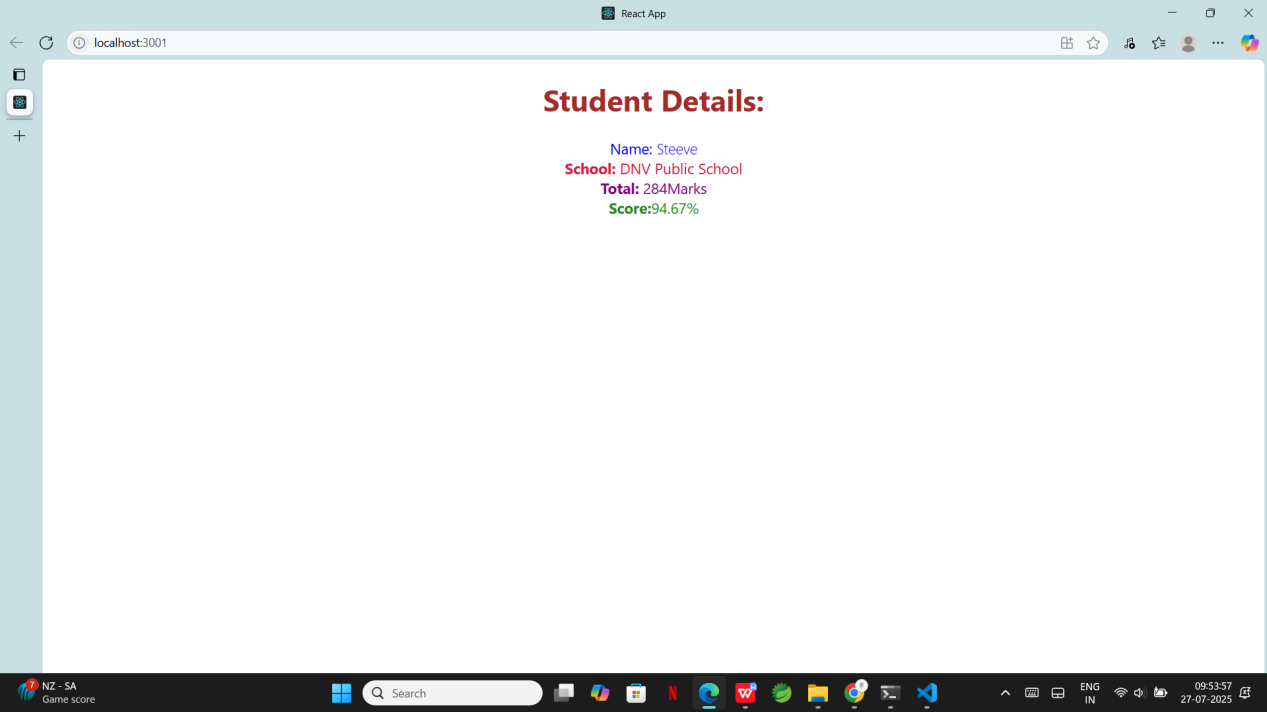 React App
localhost:3001
Student Details:
Name: Steeve
School: DNV Public School
Total: 284Marks
Score:94.67%
7
NZ - SA
Game score
Search
ENG
IN
09:53:57
27-07-2025